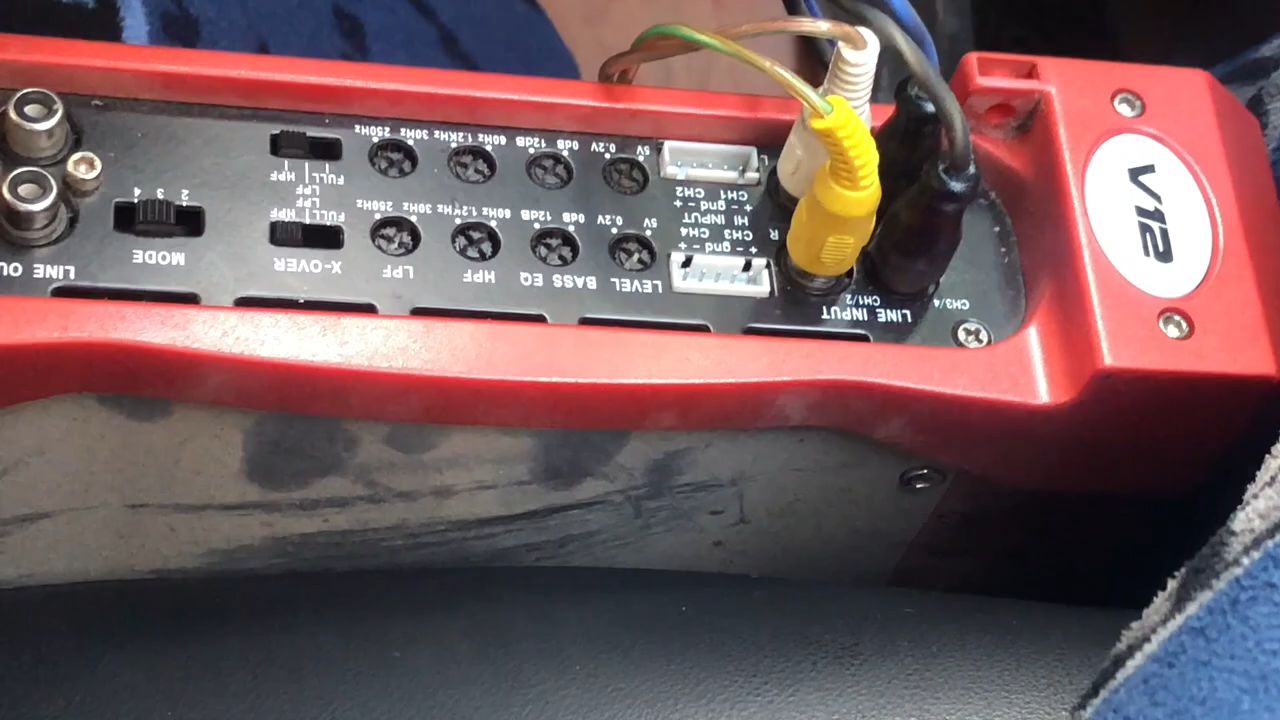 V12
CH3/4
LINE INPUT
CH1/2
R
L
LEVEL
BASS EQ
HPF
LPF
X-OVER
MODE
LINE OU
+ - gnd - +
CH3 CH4
HI INPUT
CH1 CH2
+ - gnd - +
5V 0.2V
12dB 0dB
1.2KHz 60Hz
250Hz 30Hz
FULL HPF
LPF
LPF
FULL HPF
2 3 4
5V 0.2V
12dB 0dB
1.2KHz 60Hz
250Hz 30Hz